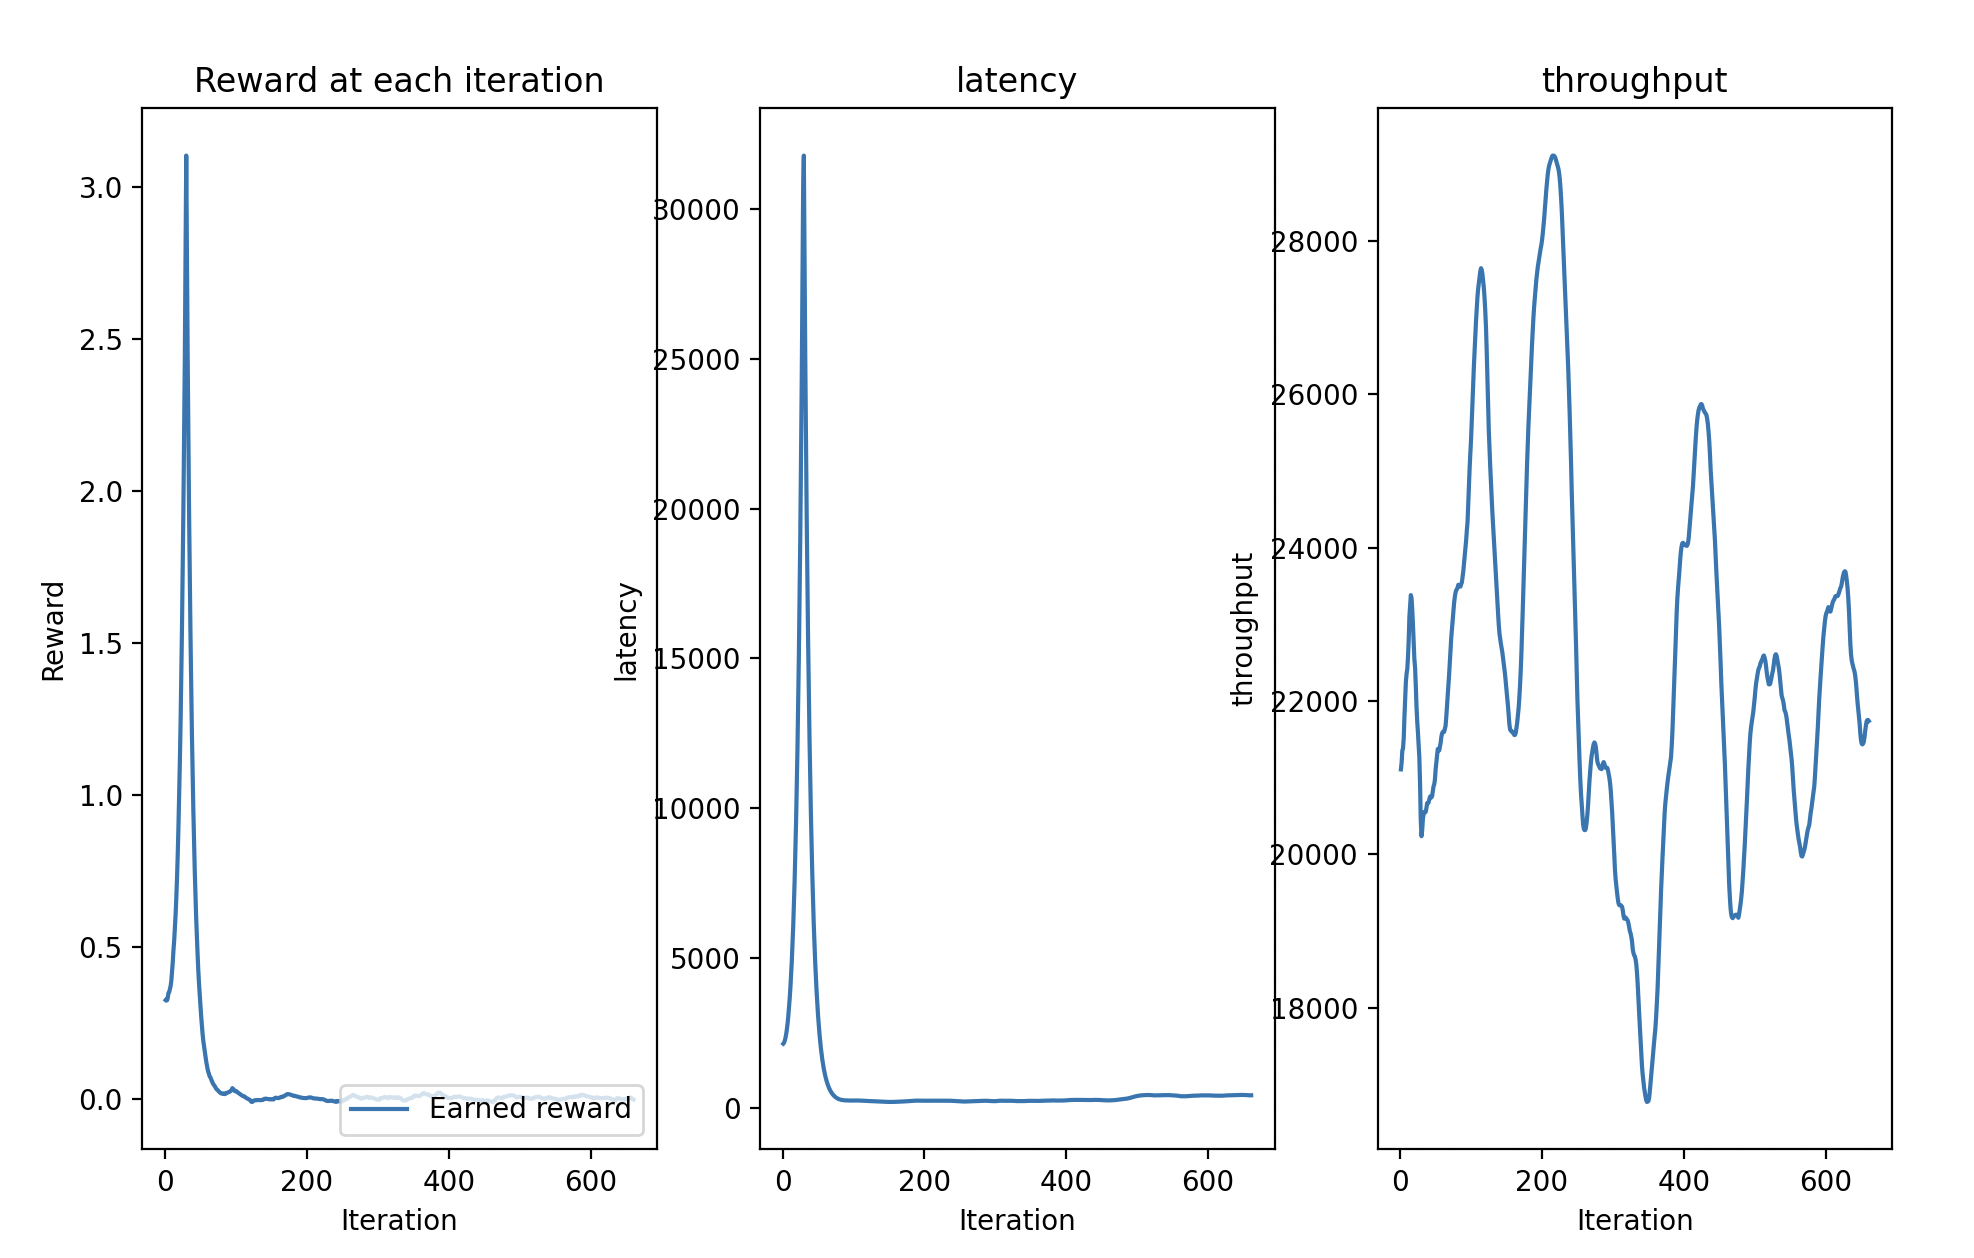 Reward at each iteration
3.0
2.5
2.0
1.5
1.0
0.5
0.0
Reward
Earned reward
0 200 400 600
Iteration
latency
30000
25000
20000
15000
10000
5000
0
latency
0 200 400 600
Iteration
throughput
28000
26000
24000
22000
20000
18000
throughput
0 200 400 600
Iteration